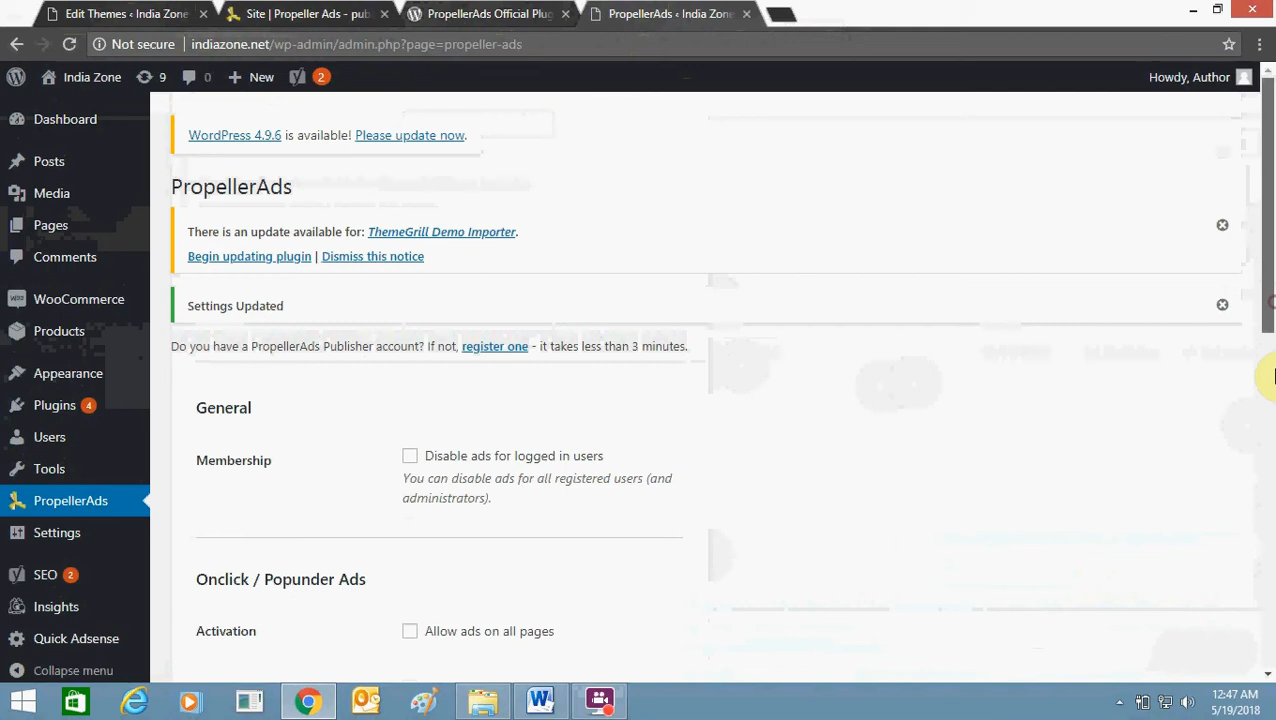 Edit Themes ‹ India Zone
Site | Propeller Ads - pub
PropellerAds Official Plug
PropellerAds ‹ India Zone
Not secure
indiazone.net/wp-admin/admin.php?page=propeller-ads
India Zone
9
0
New
2
Howdy, Author
Dashboard
Posts
Media
Pages
Comments
WooCommerce
Products
Appearance
Plugins 4
Users
Tools
PropellerAds
Settings
SEO 2
Insights
Quick Adsense
Collapse menu
WordPress 4.9.6 is available! Please update now.
PropellerAds
There is an update available for: ThemeGrill Demo Importer.
Begin updating plugin | Dismiss this notice
Settings Updated
Do you have a PropellerAds Publisher account? If not, register one - it takes less than 3 minutes.
General
Membership
Disable ads for logged in users
You can disable ads for all registered users (and
administrators).
Onclick / Popunder Ads
Activation
Allow ads on all pages
12:47 AM
5/19/2018